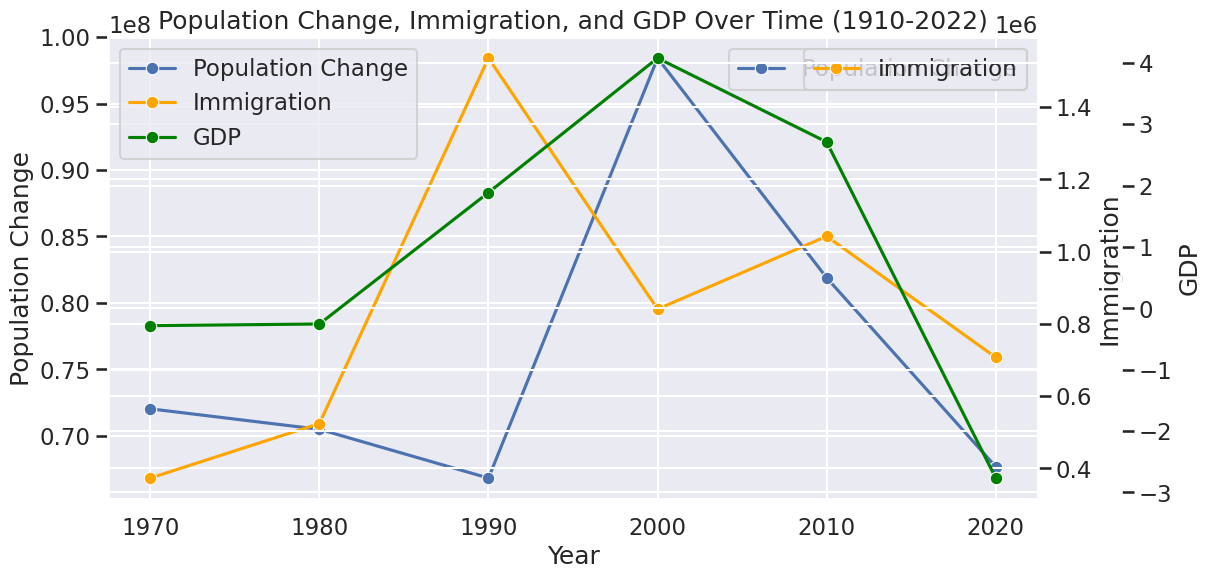 Population Change, Immigration, and GDP Over Time (1910-2022)
1e8
1e6
1.00
0.95
0.90
0.85
0.80
0.75
0.70
Population Change
Population Change
Immigration
GDP
Population Change
Immigration
1.4
1.2
1.0
0.8
0.6
0.4
Immigration
4
3
2
1
0
−1
−2
−3
GDP
1970 1980 1990 2000 2010 2020
Year